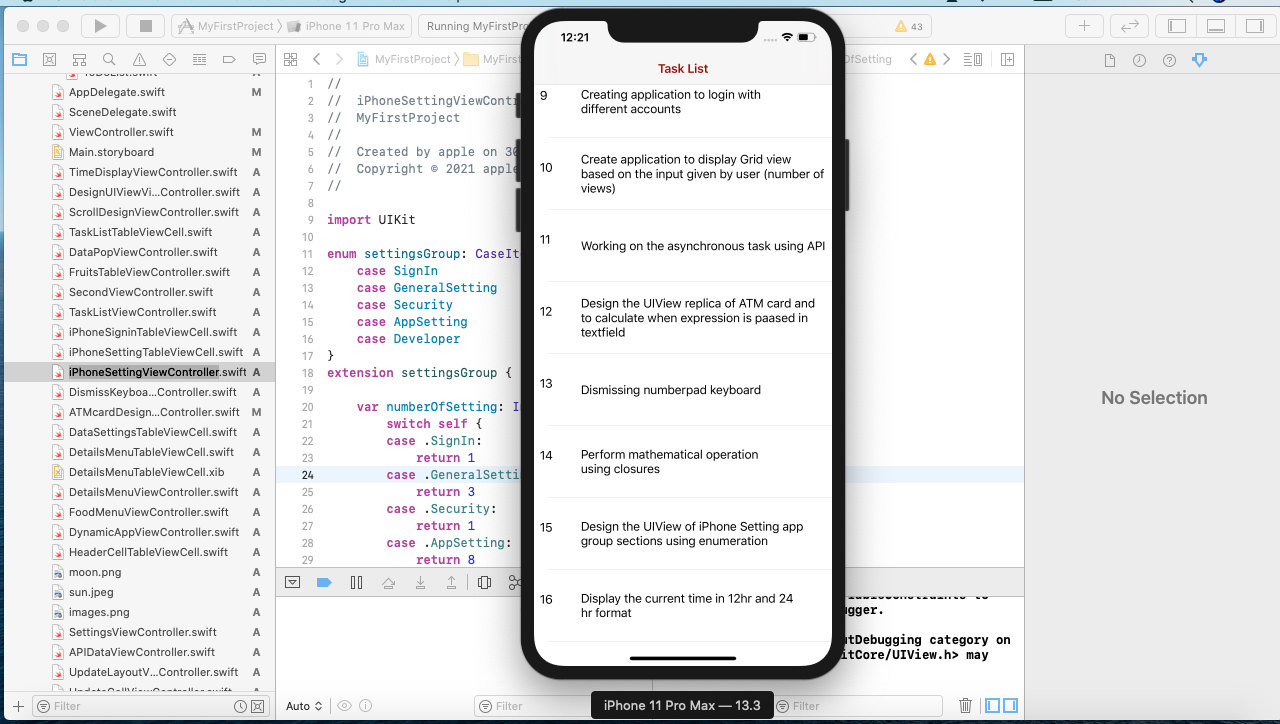 MyFirstProject
iPhone 11 Pro Max
Running MyFirstPro
43
AppDelegate.swift M
SceneDelegate.swift
ViewController.swift M
Main.storyboard M
TimeDisplayViewController.swift A
DesignUIViewVi...Controller.swift A
ScrollDesignViewController.swift A
TaskListTableViewCell.swift A
DataPopViewController.swift A
FruitsTableViewController.swift A
SecondViewController.swift A
TaskListViewController.swift A
iPhoneSigninTableViewCell.swift A
iPhoneSettingTableViewCell.swift A
iPhoneSettingViewController.swift A
DismissKeyboa...Controller.swift A
ATMcardDesign...Controller.swift M
DataSettingsTableViewCell.swift A
DetailsMenuTableViewCell.swift A
DetailsMenuTableViewCell.xib A
DetailsMenuViewController.swift A
FoodMenuViewController.swift A
DynamicAppViewController.swift A
HeaderCellTableViewCell.swift A
moon.png A
sun.jpeg A
images.png A
SettingsViewController.swift A
APIDataViewController.swift A
UpdateLayoutV...Controller.swift A
Filter
MyFirstProject
MyFirs
OfSetting
1 //
2 // iPhoneSettingViewContr
3 // MyFirstProject
4 //
5 // Created by apple on 30
6 // Copyright © 2021 apple
7 //
8
9 import UIKit
10
11 enum settingsGroup: CaseIt
12 case SignIn
13 case GeneralSetting
14 case Security
15 case AppSetting
16 case Developer
17 }
18 extension settingsGroup {
19
20 var numberOfSetting: In
21 switch self {
22 case .SignIn:
23 return 1
24 case .GeneralSetti
25 return 3
26 case .Security:
27 return 1
28 case .AppSetting:
29 return 8
Auto
Filter
12:21
Task List
9 Creating application to login with
different accounts
10 Create application to display Grid view
based on the input given by user (number of
views)
11 Working on the asynchronous task using API
12 Design the UIView replica of ATM card and
to calculate when expression is paased in
textfield
13 Dismissing numberpad keyboard
14 Perform mathematical operation
using closures
15 Design the UIView of iPhone Setting app
group sections using enumeration
16 Display the current time in 12hr and 24
hr format
iPhone 11 Pro Max — 13.3
ugger.
utDebugging category on
itCore/UIView.h> may
Filter
No Selection